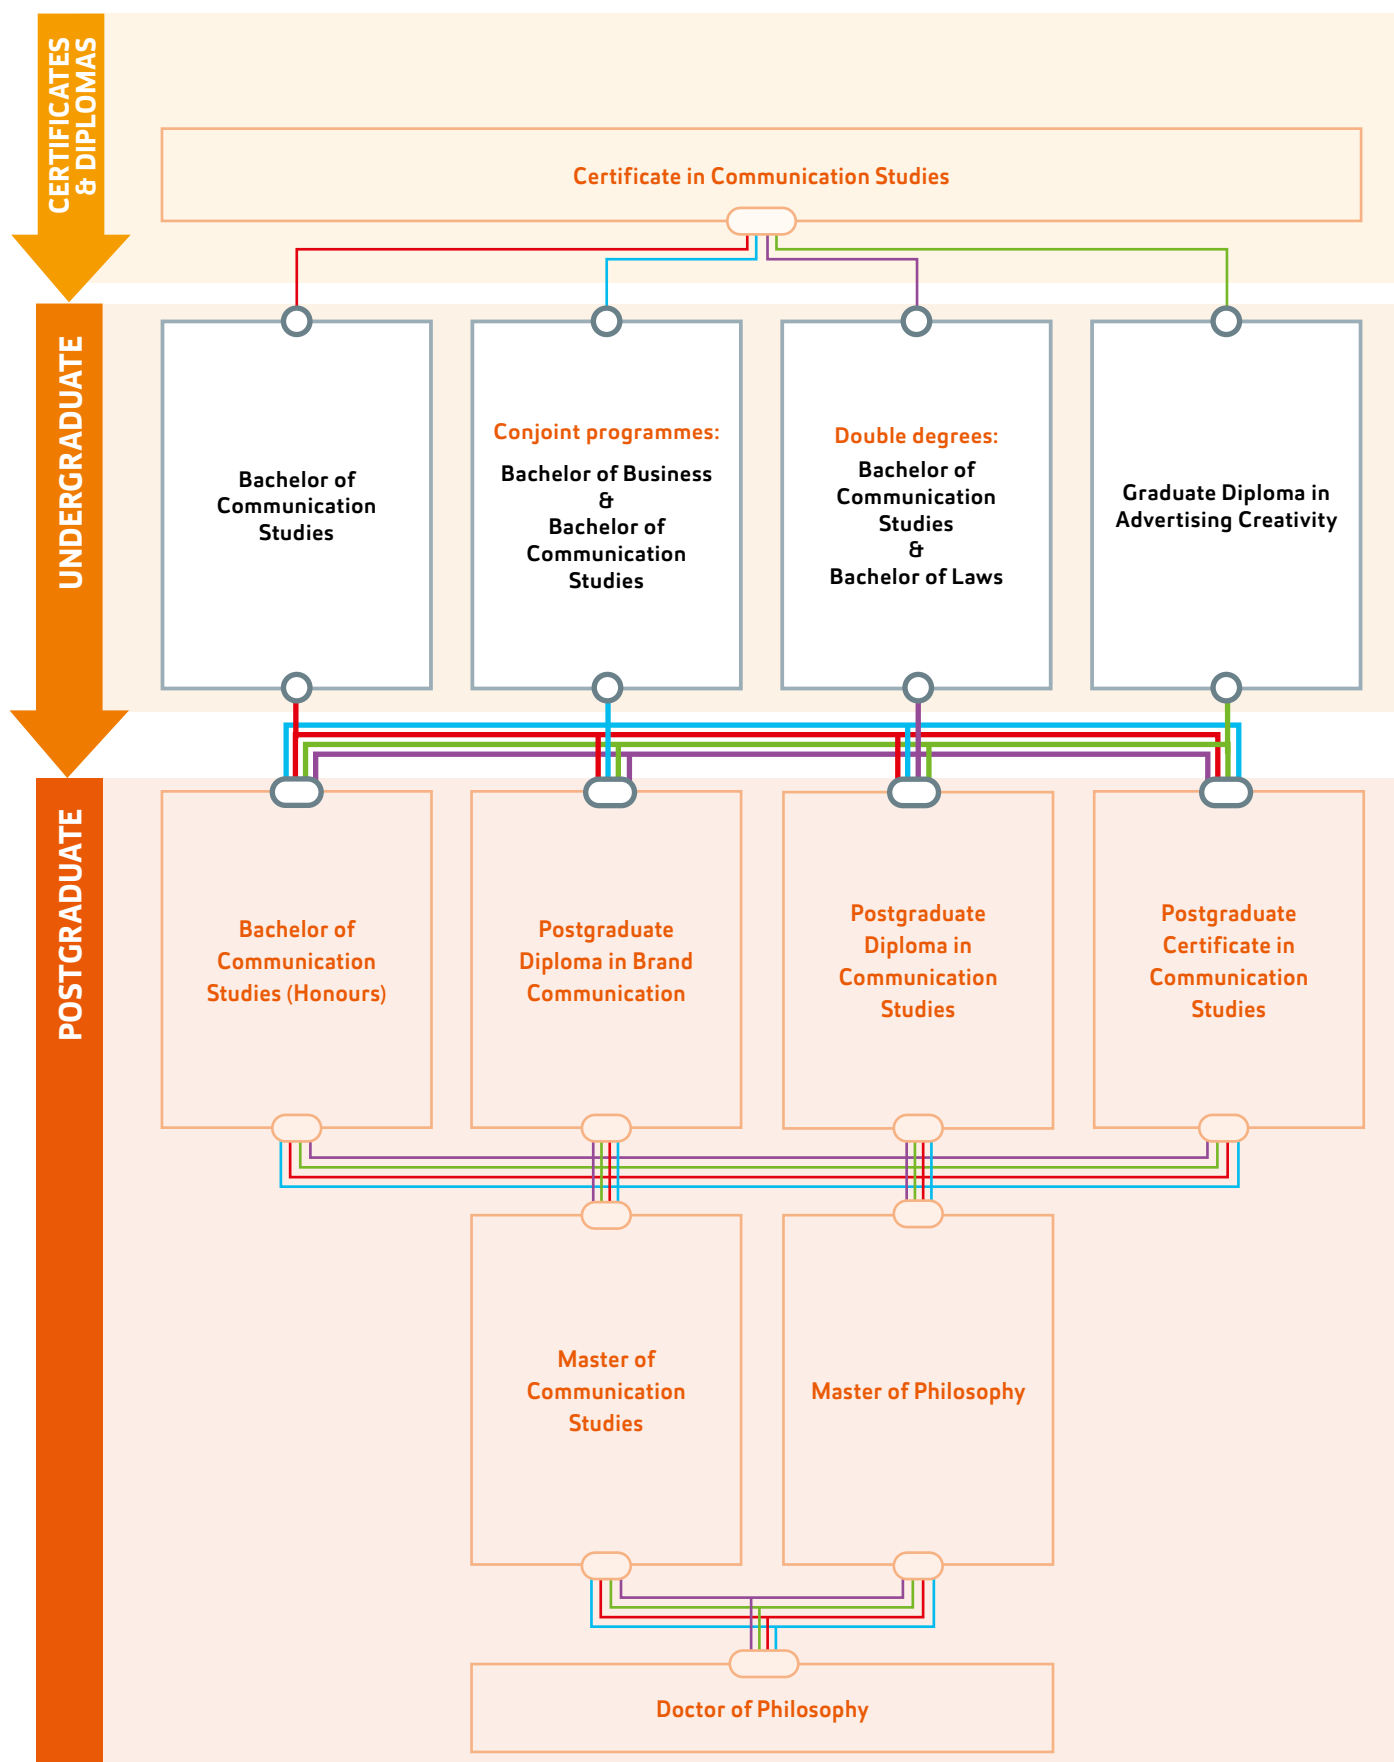 CERTIFICATES
& DIPLOMAS
Certificate in Communication Studies
UNDERGRADUATE
Bachelor of
Communication
Studies
Conjoint programmes:
Bachelor of Business
&
Bachelor of
Communication
Studies
Double degrees:
Bachelor of
Communication
Studies
&
Bachelor of Laws
Graduate Diploma in
Advertising Creativity
POSTGRADUATE
Bachelor of
Communication
Studies (Honours)
Postgraduate
Diploma in Brand
Communication
Postgraduate
Diploma in
Communication
Studies
Postgraduate
Certificate in
Communication
Studies
Master of
Communication
Studies
Master of Philosophy
Doctor of Philosophy